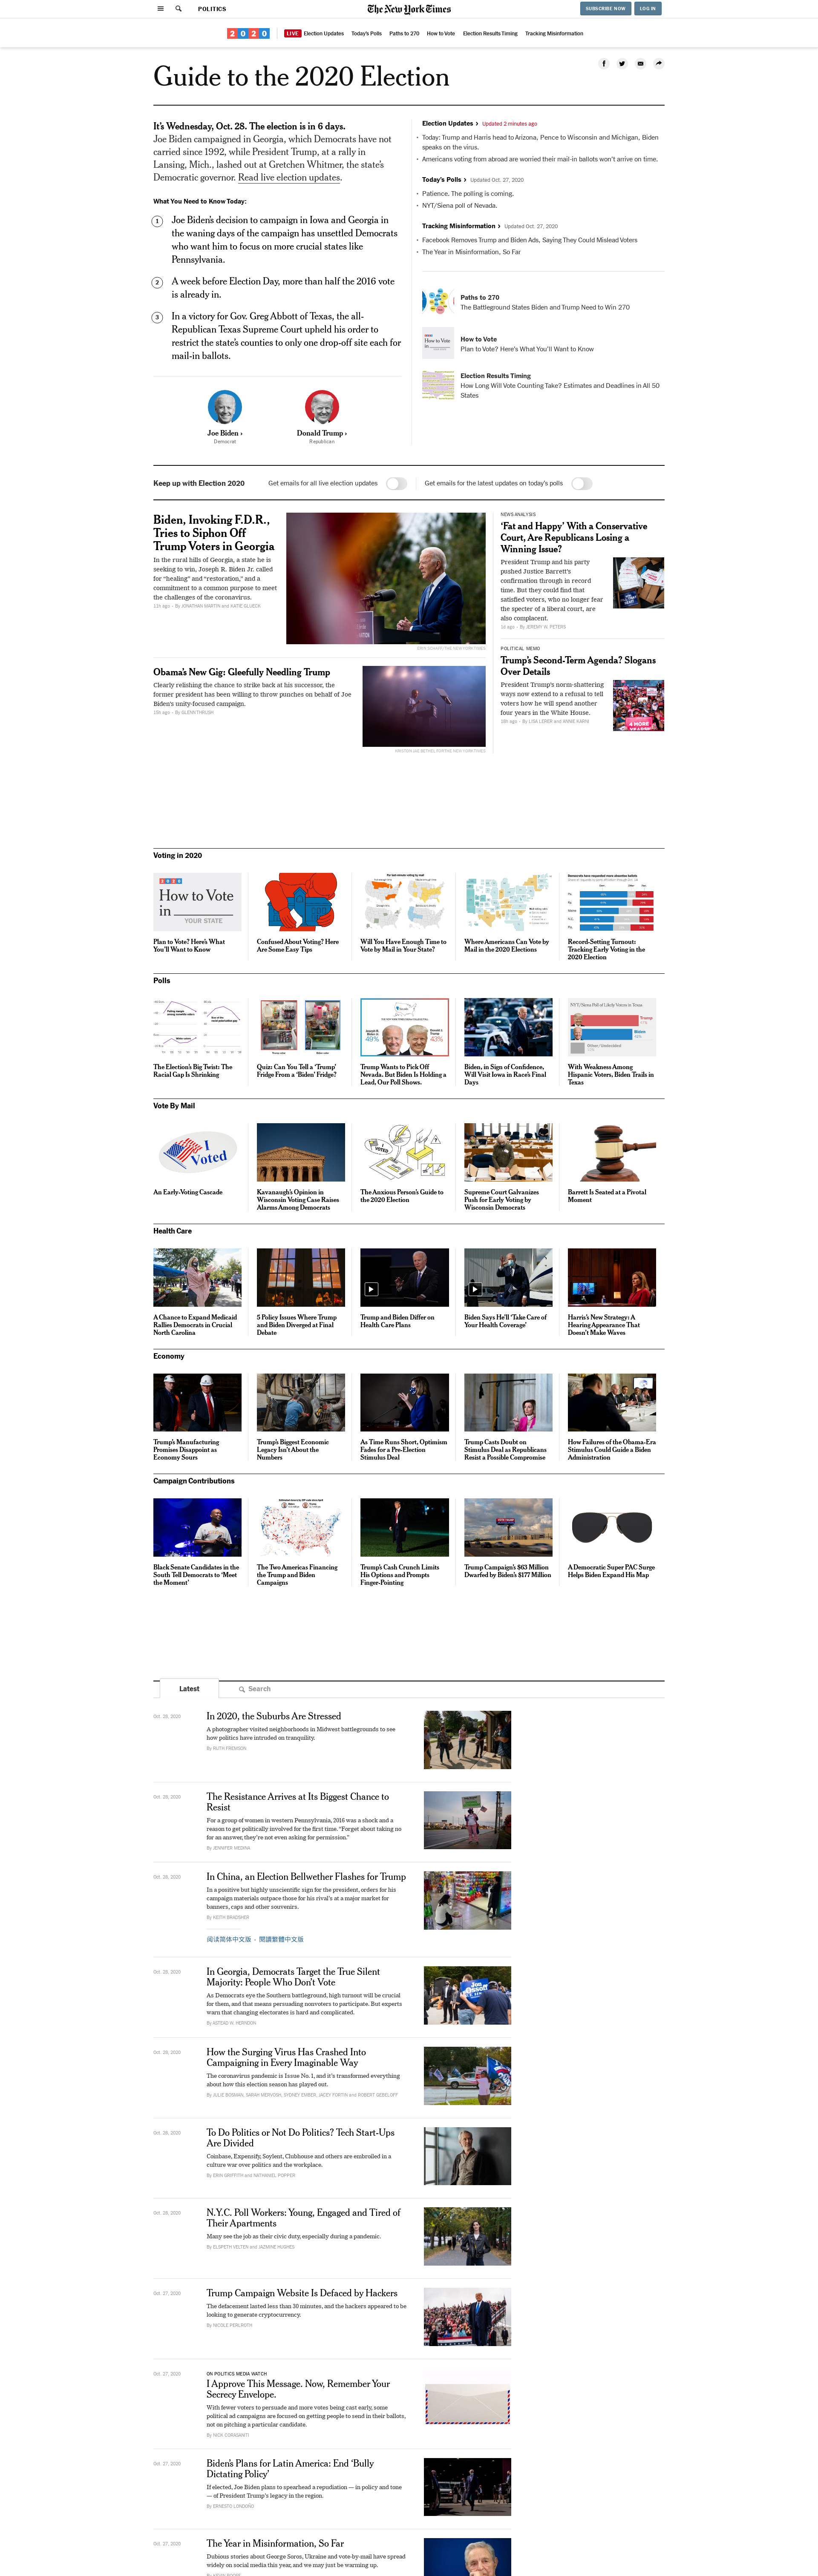 POLITICS
The New York Times
SUBSCRIBE NOW
LOG IN
2020
LIVE Election Updates
Today's Polls
Paths to 270
How to Vote
Election Results Timing
Tracking Misinformation
Guide to the 2020 Election
It's Wednesday, Oct. 28. The election is in 6 days.
Joe Biden campaigned in Georgia, which Democrats have not
carried since 1992, while President Trump, at a rally in
Lansing, Mich., lashed out at Gretchen Whitmer, the state's
Democratic governor. Read live election updates.
What You Need to Know Today:
1
Joe Biden's decision to campaign in Iowa and Georgia in
the waning days of the campaign has unsettled Democrats
who want him to focus on more crucial states like
Pennsylvania.
2
A week before Election Day, more than half the 2016 vote
is already in.
3
In a victory for Gov. Greg Abbott of Texas, the all-
Republican Texas Supreme Court upheld his order to
restrict the state's counties to only one drop-off site each for
mail-in ballots.
Joe Biden ›
Democrat
Donald Trump ›
Republican
Election Updates › Updated 2 minutes ago
• Today: Trump and Harris head to Arizona, Pence to Wisconsin and Michigan, Biden
speaks on the virus.
• Americans voting from abroad are worried their mail-in ballots won't arrive on time.
Today's Polls › Updated Oct. 27, 2020
• Patience. The polling is coming.
• NYT/Siena poll of Nevada.
Tracking Misinformation › Updated Oct. 27, 2020
• Facebook Removes Trump and Biden Ads, Saying They Could Mislead Voters
• The Year in Misinformation, So Far
Paths to 270
The Battleground States Biden and Trump Need to Win 270
How to Vote
in
How to Vote
Plan to Vote? Here's What You'll Want to Know
Election Results Timing
How Long Will Vote Counting Take? Estimates and Deadlines in All 50
States
Keep up with Election 2020
Get emails for all live election updates
Get emails for the latest updates on today's polls
Biden, Invoking F.D.R.,
Tries to Siphon Off
Trump Voters in Georgia
In the rural hills of Georgia, a state he is
seeking to win, Joseph R. Biden Jr. called
for "healing" and "restoration," and a
commitment to a common purpose to meet
the challenges of the coronavirus.
11h ago - By JONATHAN MARTIN and KATIE GLUECK
Obama's New Gig: Gleefully Needling Trump
Clearly relishing the chance to strike back at his successor, the
former president has been willing to throw punches on behalf of Joe
Biden's unity-focused campaign.
15h ago - By GLENN THRUSH
NEWS ANALYSIS
'Fat and Happy' With a Conservative
Court, Are Republicans Losing a
Winning Issue?
President Trump and his party
pushed Justice Barrett's
confirmation through in record
time. But they could find that
satisfied voters, who no longer fear
the specter of a liberal court, are
also complacent.
1d ago - By JEREMY W. PETERS
POLITICAL MEMO
Trump's Second-Term Agenda? Slogans
Over Details
President Trump's norm-shattering
ways now extend to a refusal to tell
voters how he will spend another
four years in the White House.
18h ago - By LISA LERER and ANNIE KARNI
4 MORE
Voting in 2020
2020
How to Vote
in
YOUR STATE
Plan to Vote? Here's What
You'll Want to Know
Confused About Voting? Here
Are Some Easy Tips
Will You Have Enough Time to
Vote by Mail in Your State?
Where Americans Can Vote by
Mail in the 2020 Elections
Record-Setting Turnout:
Tracking Early Voting in the
2020 Election
Polls
The Election's Big Twist: The
Racial Gap Is Shrinking
Quiz: Can You Tell a 'Trump'
Fridge From a 'Biden' Fridge?
49%
43%
Trump Wants to Pick Off
Nevada. But Biden Is Holding a
Lead, Our Poll Shows.
Biden, in Sign of Confidence,
Will Visit Iowa in Race's Final
Days
NYT/Siena Poll of Likely Voters in Texas
Trump
Biden
With Weakness Among
Hispanic Voters, Biden Trails in
Texas
Vote By Mail
I
Voted
An Early-Voting Cascade
Kavanaugh's Opinion in
Wisconsin Voting Case Raises
Alarms Among Democrats
I VOTED
The Anxious Person's Guide to
the 2020 Election
Supreme Court Galvanizes
Push for Early Voting by
Wisconsin Democrats
Barrett Is Seated at a Pivotal
Moment
Health Care
A Chance to Expand Medicaid
Rallies Democrats in Crucial
North Carolina
5 Policy Issues Where Trump
and Biden Diverged at Final
Debate
Trump and Biden Differ on
Health Care Plans
Biden Says He'll 'Take Care of
Your Health Coverage'
Harris's New Strategy: A
Hearing Appearance That
Doesn't Make Waves
Economy
Trump's Manufacturing
Promises Disappoint as
Economy Sours
Trump's Biggest Economic
Legacy Isn't About the
Numbers
As Time Runs Short, Optimism
Fades for a Pre-Election
Stimulus Deal
Trump Casts Doubt on
Stimulus Deal as Republicans
Resist a Possible Compromise
How Failures of the Obama-Era
Stimulus Could Guide a Biden
Administration
Campaign Contributions
Black Senate Candidates in the
South Tell Democrats to 'Meet
the Moment'
The Two Americas Financing
the Trump and Biden
Campaigns
Trump's Cash Crunch Limits
His Options and Prompts
Finger-Pointing
Trump Campaign's $63 Million
Dwarfed by Biden's $177 Million
A Democratic Super PAC Surge
Helps Biden Expand His Map
Latest
Search
Oct. 28, 2020
In 2020, the Suburbs Are Stressed
A photographer visited neighborhoods in Midwest battlegrounds to see
how politics have intruded on tranquility.
By RUTH FREMSON
Oct. 28, 2020
The Resistance Arrives at Its Biggest Chance to
Resist
For a group of women in western Pennsylvania, 2016 was a shock and a
reason to get politically involved for the first time. "Forget about taking no
for an answer, they're not even asking for permission."
By JENNIFER MEDINA
Oct. 28, 2020
In China, an Election Bellwether Flashes for Trump
In a positive but highly unscientific sign for the president, orders for his
campaign materials outpace those for his rival's at a major market for
banners, caps and other souvenirs.
By KEITH BRADSHER
阅读简体中文版 • 閱讀繁體中文版
Oct. 28, 2020
In Georgia, Democrats Target the True Silent
Majority: People Who Don't Vote
As Democrats eye the Southern battleground, high turnout will be crucial
for them, and that means persuading nonvoters to participate. But experts
warn that changing electorates is hard and complicated.
By ASTEAD W. HERNDON
Oct. 28, 2020
How the Surging Virus Has Crashed Into
Campaigning in Every Imaginable Way
The coronavirus pandemic is Issue No. 1, and it's transformed everything
about how this election season has played out.
By JULIE BOSMAN, SARAH MERVOSH, SYDNEY EMBER, JACEY FORTIN and ROBERT GEBELOFF
Oct. 28, 2020
To Do Politics or Not Do Politics? Tech Start-Ups
Are Divided
Coinbase, Expensify, Soylent, Clubhouse and others are embroiled in a
culture war over politics and the workplace.
By ERIN GRIFFITH and NATHANIEL POPPER
Oct. 28, 2020
N.Y.C. Poll Workers: Young, Engaged and Tired of
Their Apartments
Many see the job as their civic duty, especially during a pandemic.
By ELSPETH VELTEN and JAZMINE HUGHES
Oct. 27, 2020
Trump Campaign Website Is Defaced by Hackers
The defacement lasted less than 30 minutes, and the hackers appeared to be
looking to generate cryptocurrency.
By NICOLE PERLROTH
Oct. 27, 2020
ON POLITICS MEDIA WATCH
I Approve This Message. Now, Remember Your
Secrecy Envelope.
With fewer voters to persuade and more votes being cast early, some
political ad campaigns are focused on getting people to send in their ballots,
not on pitching a particular candidate.
By NICK CORASANITI
Oct. 27, 2020
Biden's Plans for Latin America: End 'Bully
Dictating Policy'
If elected, Joe Biden plans to spearhead a repudiation — in policy and tone
— of President Trump's legacy in the region.
By ERNESTO LONDOÑO
Oct. 27, 2020
The Year in Misinformation, So Far
Dubious stories about George Soros, Ukraine and vote-by-mail have spread
widely on social media this year, and we may just be warming up.